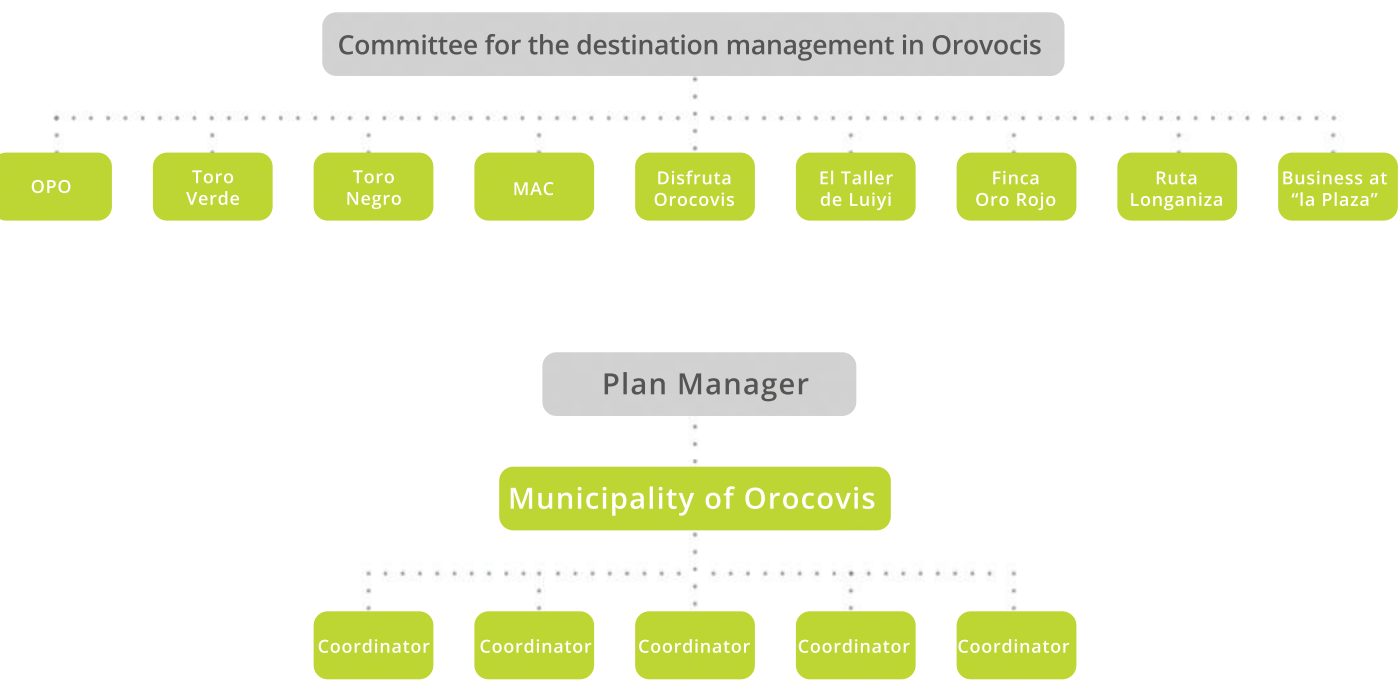 Committee for the destination management in Orovocis
OPO
Toro
Verde
Toro
Negro
MAC
Disfruta
Orocovis
El Taller
de Luiyi
Finca
Oro Rojo
Ruta
Longaniza
Business at
“la Plaza”
Plan Manager
Municipality of Orocovis
Coordinator
Coordinator
Coordinator
Coordinator
Coordinator